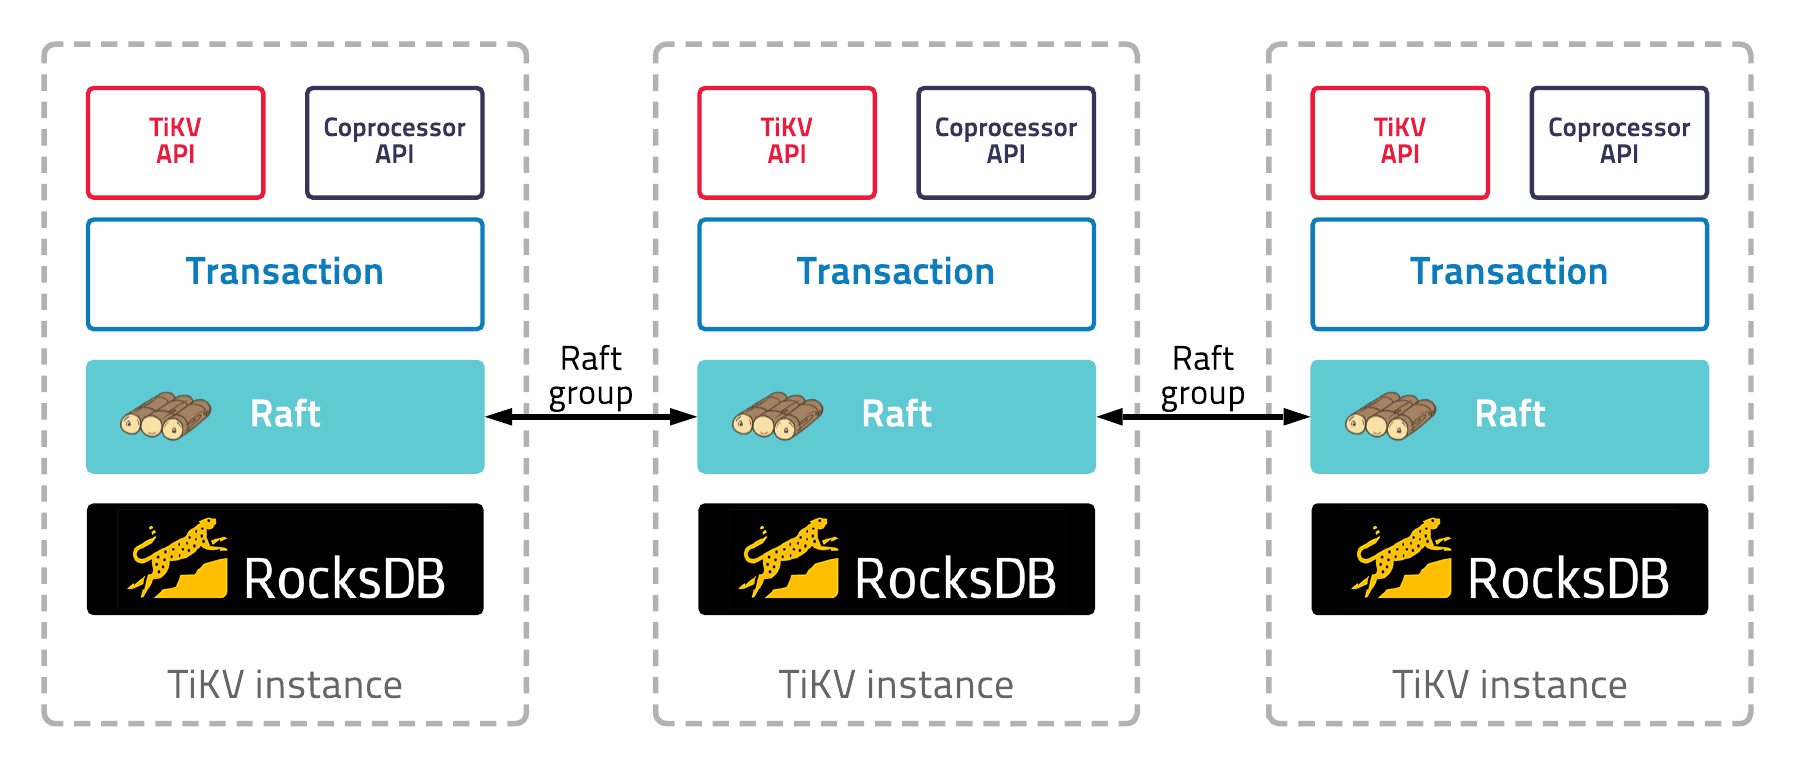 TiKV
API
Coprocessor
API
Transaction
Raft
RocksDB
TiKV instance
Raft
group
TiKV
API
Coprocessor
API
Transaction
Raft
RocksDB
TiKV instance
Raft
group
TiKV
API
Coprocessor
API
Transaction
Raft
RocksDB
TiKV instance